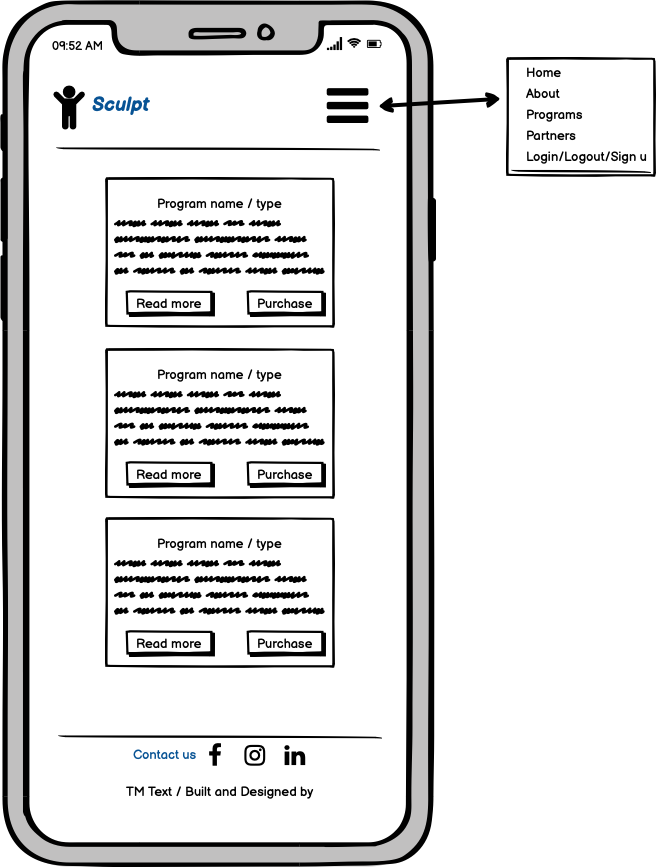 09:52 AM
Sculpt
Home
About
Programs
Partners
Login/Logout/Sign u
Program name / type
Read more
Purchase
Program name / type
Read more
Purchase
Program name / type
Read more
Purchase
Contact us
TM Text / Built and Designed by